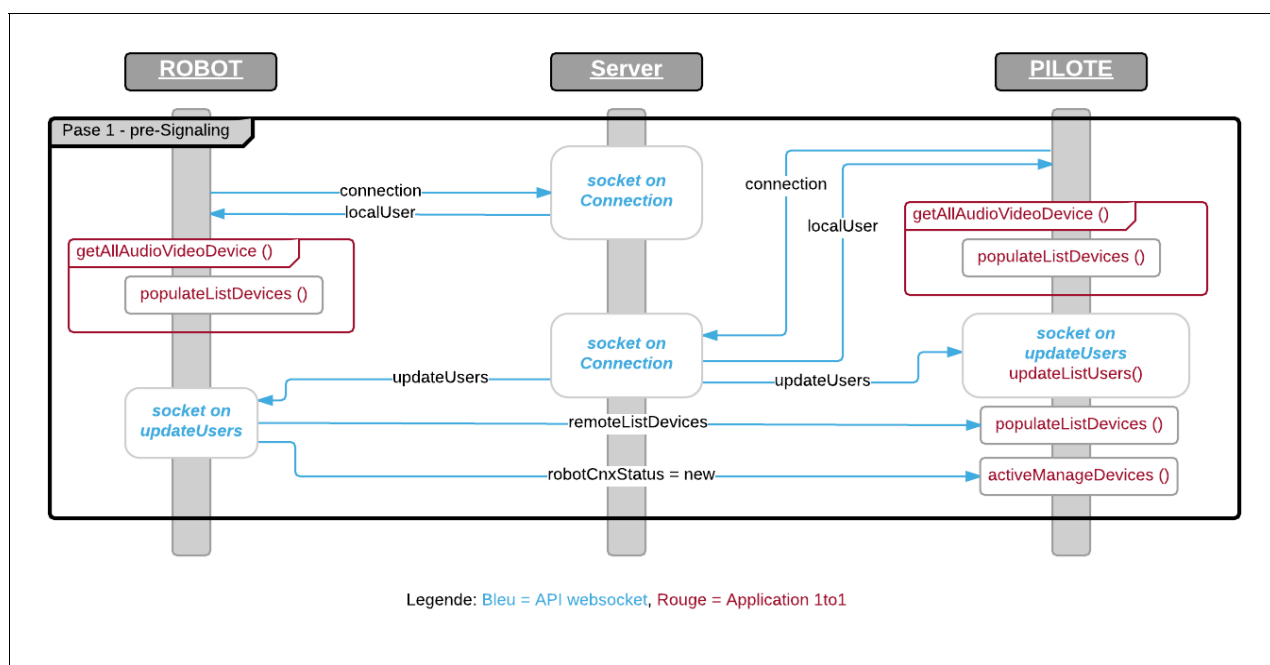 ROBOT
Server
PILOTE
Pase 1 - pre-Signaling
socket on
Connection
connection
localUser
connection
localUser
getAllAudioVideoDevice ()
populateListDevices ()
getAllAudioVideoDevice ()
populateListDevices ()
socket on
Connection
socket on
updateUsers
updateListUsers()
updateUsers
updateUsers
socket on
updateUsers
remoteListDevices
populateListDevices ()
robotCnxStatus = new
activeManageDevices ()
Legende: Bleu = API websocket, Rouge = Application 1to1